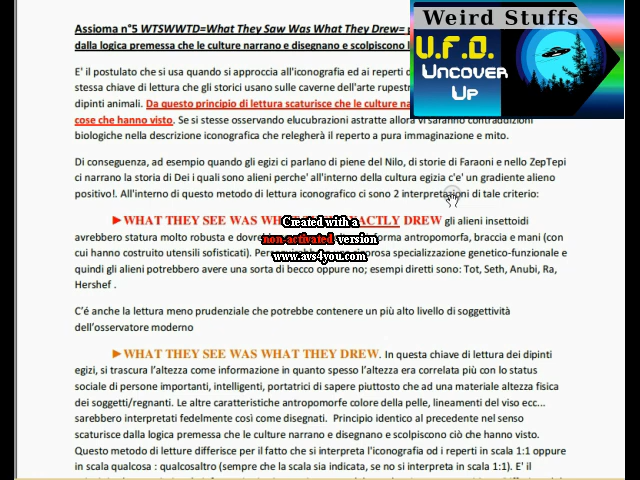 Assioma n°5 WTSWWTD=What They Saw Was What They Drew=
dalla logica premessa che le culture narrano e disegnano e scolpiscono
Weird Stuffs
U.F.O.
Uncover
Up
E' il postulato che si usa quando si approccia all'iconografia ed ai reperti
stessa chiave di lettura che gli storici usano sulle caverne dell'arte
dipinti animali. Da questo principio di lettura scaturisce che le culture
cose che hanno visto. Se si stesse osservando elucubrazioni astratte allora vi saranno contraddizioni
biologiche nella descrizione iconografica che relegherà il reperto a pura immaginazione e mito.
Di conseguenza, ad esempio quando gli egizi ci parlano di piene del Nilo, di storie di Faraoni e nello ZepTepi
ci narrano la storia di Dei i quali sono alieni perche' all'interno della cultura egizia c'e' un gradiente alieno
positivo!. All'interno di questo metodo di lettura iconografico ci sono 2 interpretazioni di tale criterio:
►WHAT THEY SEE WAS DREW gli alieni insettoidi
avrebbero statura molto robusta e forma antropomorfa, braccia e mani (con
cui hanno costruito utensili sofisticati). specializzazione genetico-funzionale e
quindi gli alieni potrebbero avere una sorta di becco oppure no; esempi diretti sono: Tot, Seth, Anubi, Ra,
Hershef .
Created with a
non-activated version
www.avs4you.com
C'é anche la lettura meno prudenziale che potrebbe contenere un più alto livello di soggettività
dell'osservatore moderno
►WHAT THEY SEE WAS WHAT THEY DREW. In questa chiave di lettura dei dipinti
egizi, si trascura l'altezza come informazione in quanto spesso l'altezza era correlata più con lo status
sociale di persone importanti, intelligenti, portatrici di sapere piuttosto che ad una materiale altezza fisica
dei soggetti/regnanti. Le altre caratteristiche antropomorfe colore della pelle, lineamenti del viso ecc...
sarebbero interpretati fedelmente così come disegnati. Principio identico al precedente nel senso
scaturisce dalla logica premessa che le culture narrano e disegnano e scolpiscono ciò che hanno visto.
Questo metodo di letture differisce per il fatto che si interpreta l'iconografia od i reperti in scala 1:1 oppure
in scala qualcosa : qualcosaltro (sempre che la scala sia indicata, se no si interpreta in scala 1:1). E' il